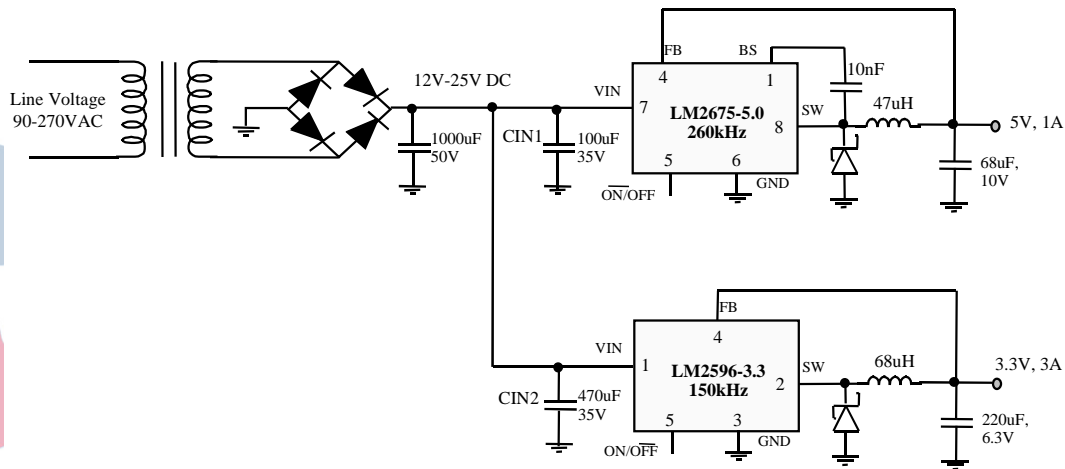 Line Voltage
90-270VAC
12V-25V DC
1000uF
50V
CIN1
100uF
35V
VIN
7
FB
4
BS
1
LM2675-5.0
260kHz
SW
8
5
6
ON/OFF
GND
10nF
47uH
5V, 1A
68uF,
10V
CIN2
470uF
35V
VIN
1
FB
4
LM2596-3.3
150kHz
SW
2
5
3
ON/OFF
GND
68uH
3.3V, 3A
220uF,
6.3V